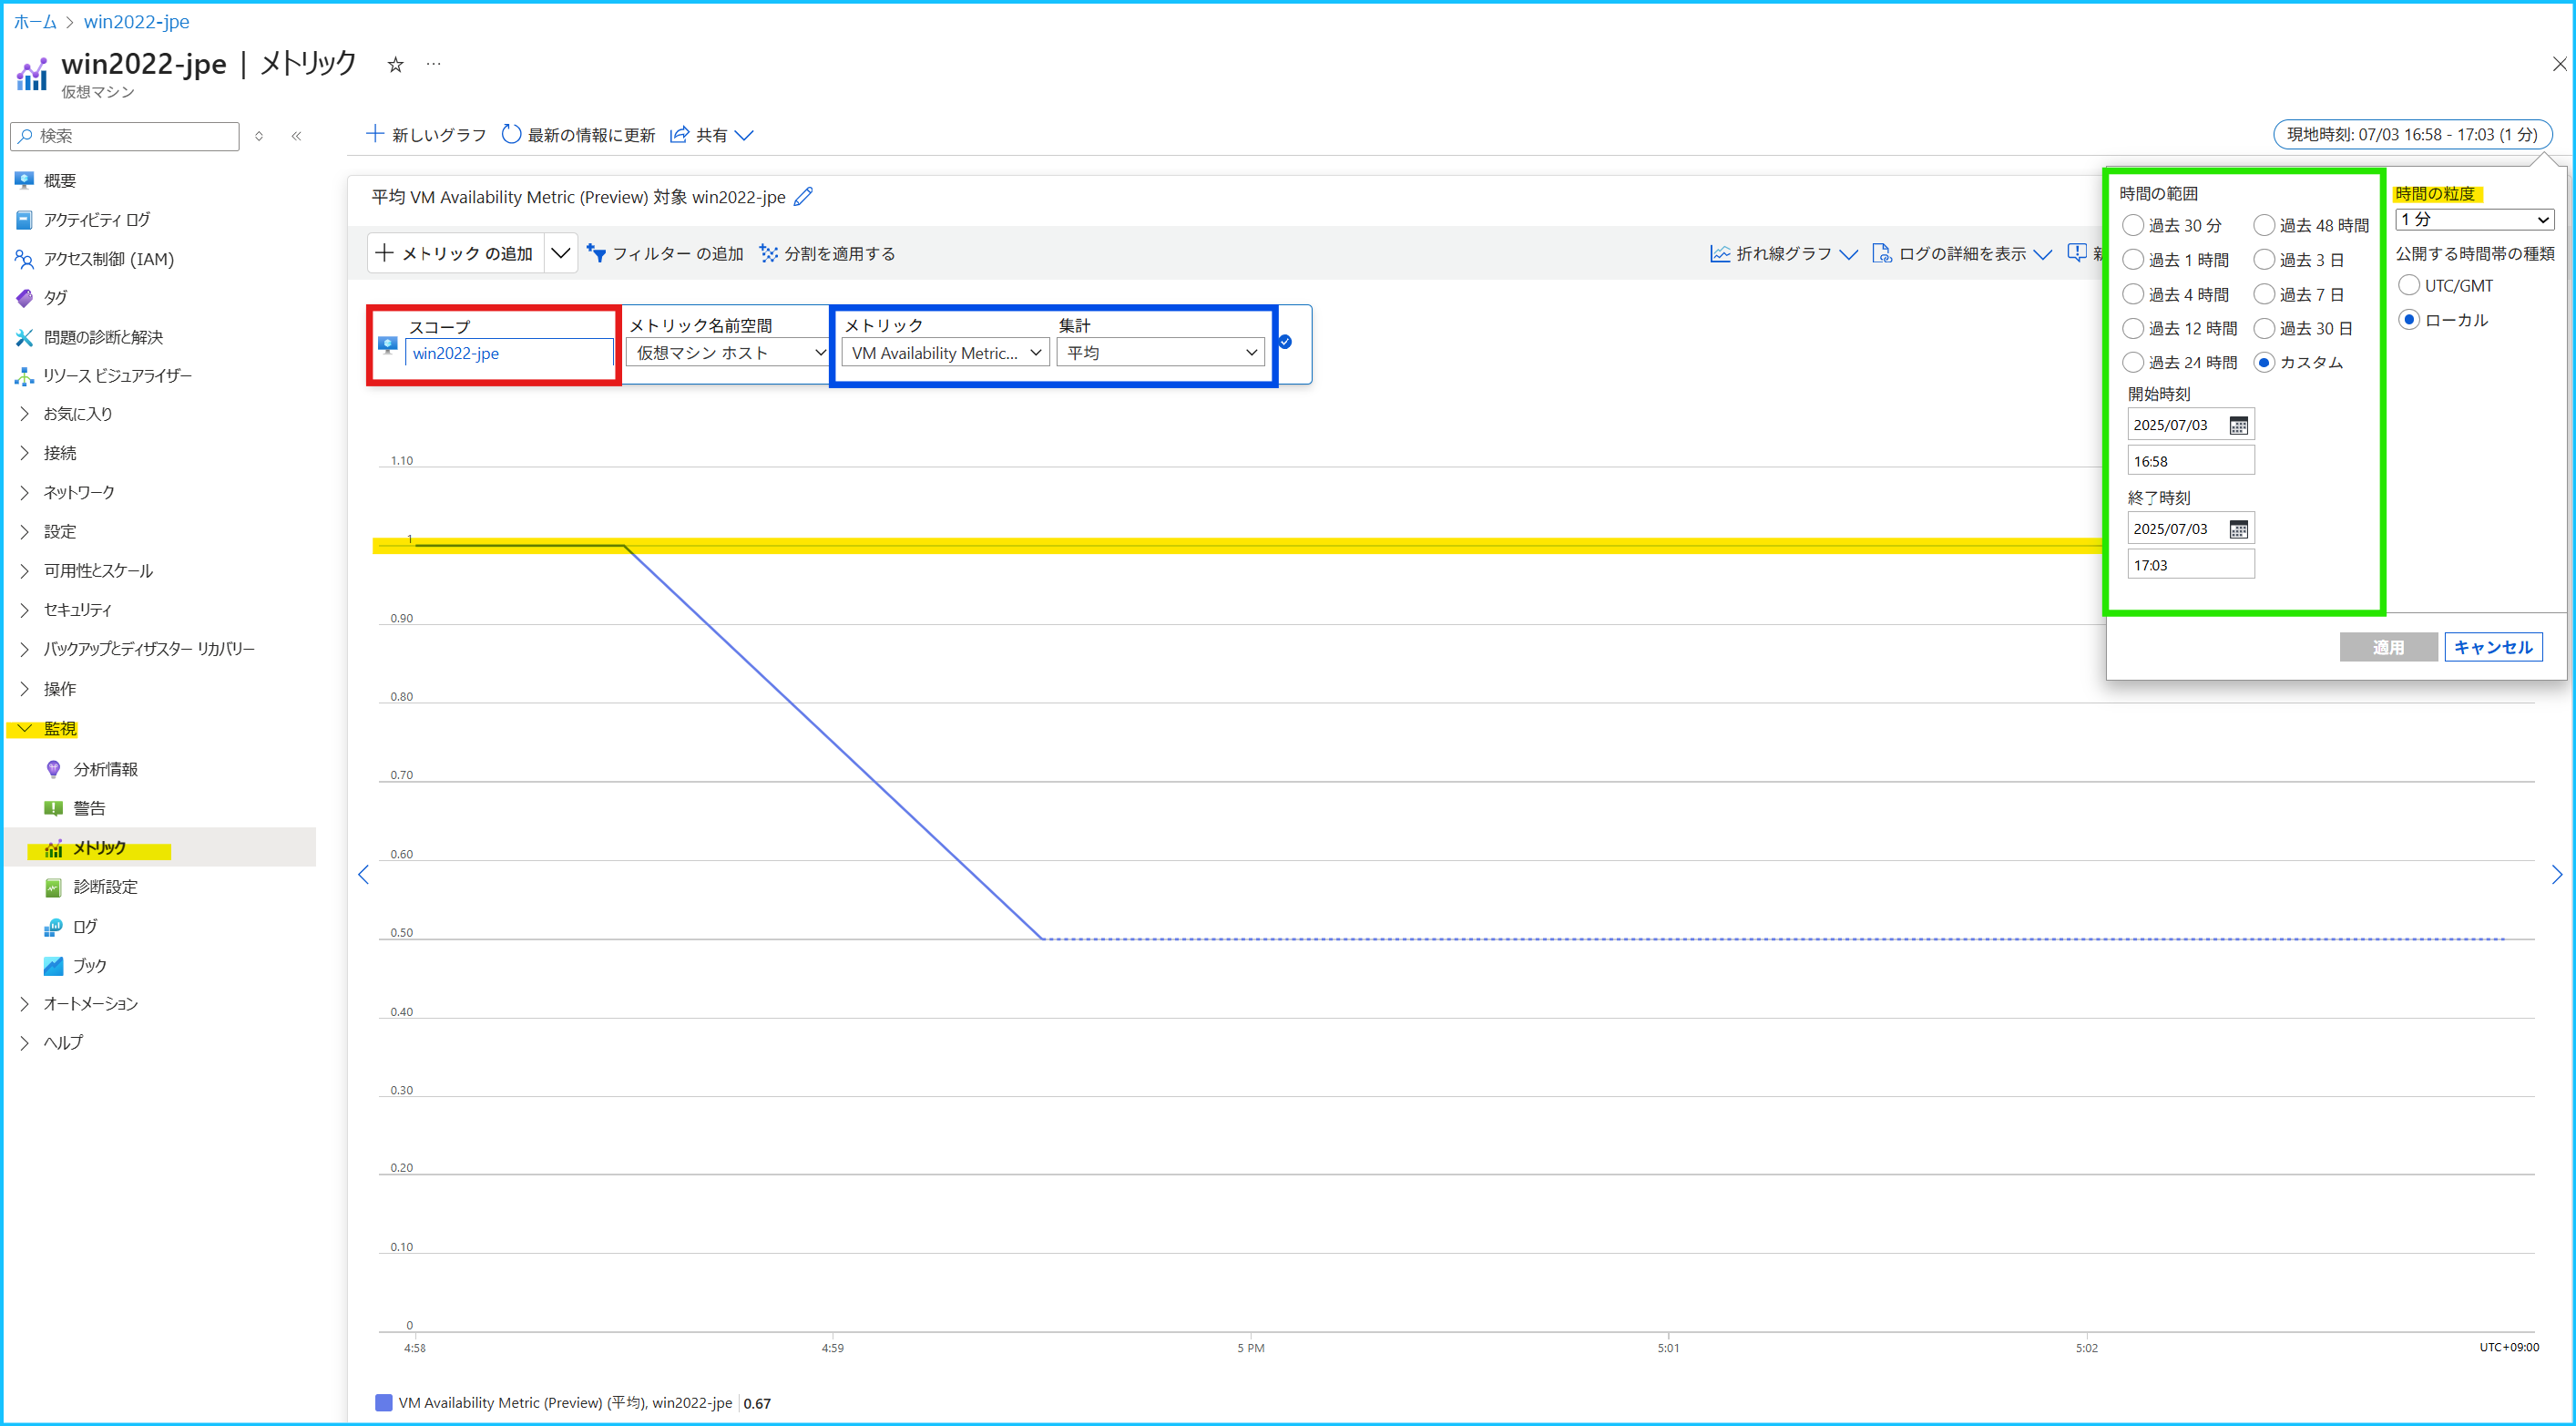 ホーム > win2022-jpe
win2022-jpe | メトリック ☆ …
仮想マシン
検索
概要
アクティビティ ログ
アクセス制御 (IAM)
タグ
問題の診断と解決
リソース ビジュアライザー
お気に入り
接続
ネットワーク
設定
可用性とスケール
セキュリティ
バックアップとディザスター リカバリー
操作
監視
分析情報
警告
メトリック
診断設定
ログ
ブック
オートメーション
ヘルプ
新しいグラフ 最新の情報に更新 共有
現地時刻: 07/03 16:58 - 17:03 (1 分)
平均 VM Availability Metric (Preview) 対象 win2022-jpe
メトリック の追加 フィルター の追加 分割を適用する 折れ線グラフ ログの詳細を表示 新
スコープ
win2022-jpe
メトリック名前空間
仮想マシン ホスト
メトリック
VM Availability Metric...
集計
平均
時間の範囲
過去 30 分 過去 48 時間
過去 1 時間 過去 3 日
過去 4 時間 過去 7 日
過去 12 時間 過去 30 日
過去 24 時間 カスタム
開始時刻
2025/07/03
16:58
終了時刻
2025/07/03
17:03
時間の粒度
1 分
公開する時間帯の種類
UTC/GMT
ローカル
適用 キャンセル
1.10
1
0.90
0.80
0.70
0.60
0.50
0.40
0.30
0.20
0.10
0
4:58 4:59 5 PM 5:01 5:02 UTC+09:00
VM Availability Metric (Preview) (平均), win2022-jpe 0.67